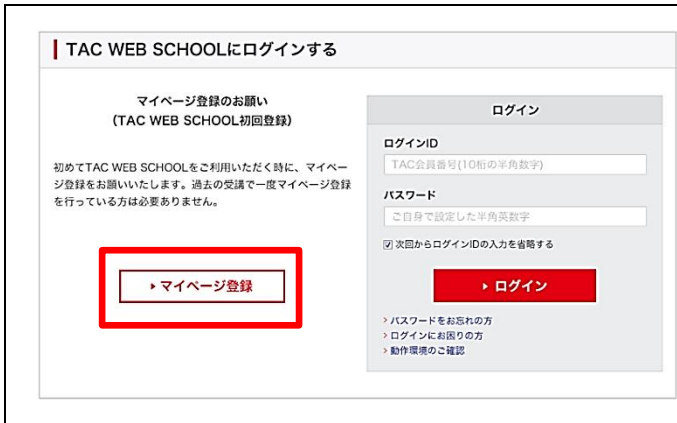 TAC WEB SCHOOLにログインする
マイページ登録のお願い
(TAC WEB SCHOOL初回登録)
初めてTAC WEB SCHOOLをご利用いただく時に、マイペー
ジ登録をお願いいたします。過去の受講で一度マイページ登録
を行っている方は必要ありません。
マイページ登録
ログイン
ログインID
TAC会員番号(10桁の半角数字)
パスワード
ご自身で設定した半角英数字
次回からログインIDの入力を省略する
ログイン
パスワードをお忘れの方
ログインにお困りの方
動作環境のご確認